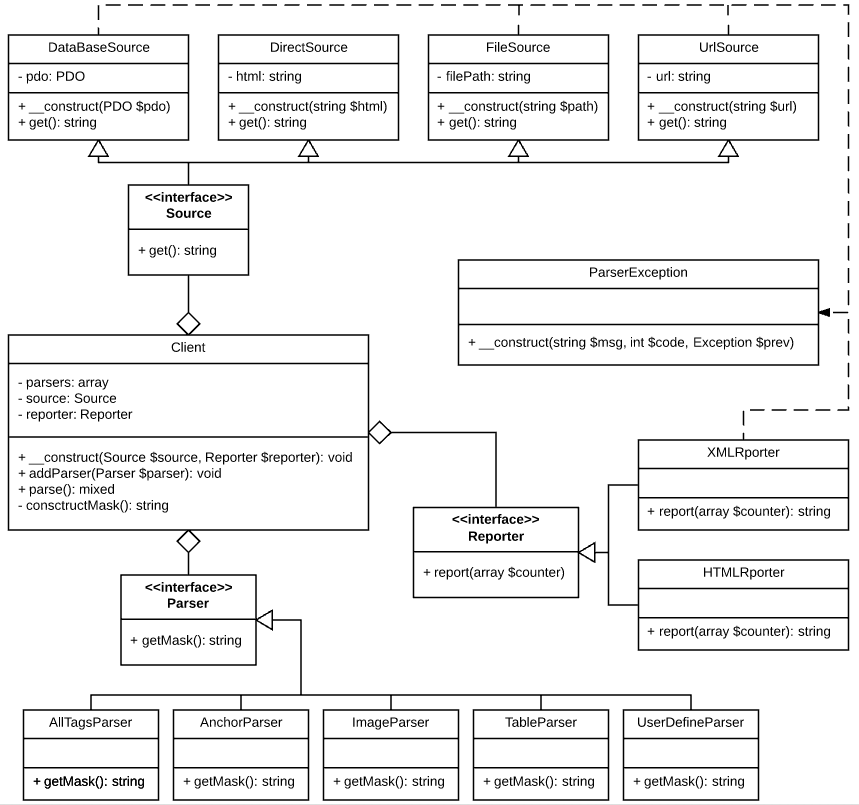 DataBaseSource
- pdo: PDO
+ __construct(PDO $pdo)
+ get(): string
DirectSource
- html: string
+ __construct(string $html)
+ get(): string
FileSource
- filePath: string
+ __construct(string $path)
+ get(): string
UrlSource
- url: string
+ __construct(string $url)
+ get(): string
<<interface>>
Source
+ get(): string
ParserException
+ __construct(string $msg, int $code, Exception $prev)
Client
- parsers: array
- source: Source
- reporter: Reporter
+ __construct(Source $source, Reporter $reporter): void
+ addParser(Parser $parser): void
+ parse(): mixed
- consctructMask(): string
XMLRporter
+ report(array $counter): string
<<interface>>
Reporter
+ report(array $counter)
HTMLRporter
+ report(array $counter): string
<<interface>>
Parser
+ getMask(): string
AllTagsParser
+ getMask(): string
AnchorParser
+ getMask(): string
ImageParser
+ getMask(): string
TableParser
+ getMask(): string
UserDefineParser
+ getMask(): string